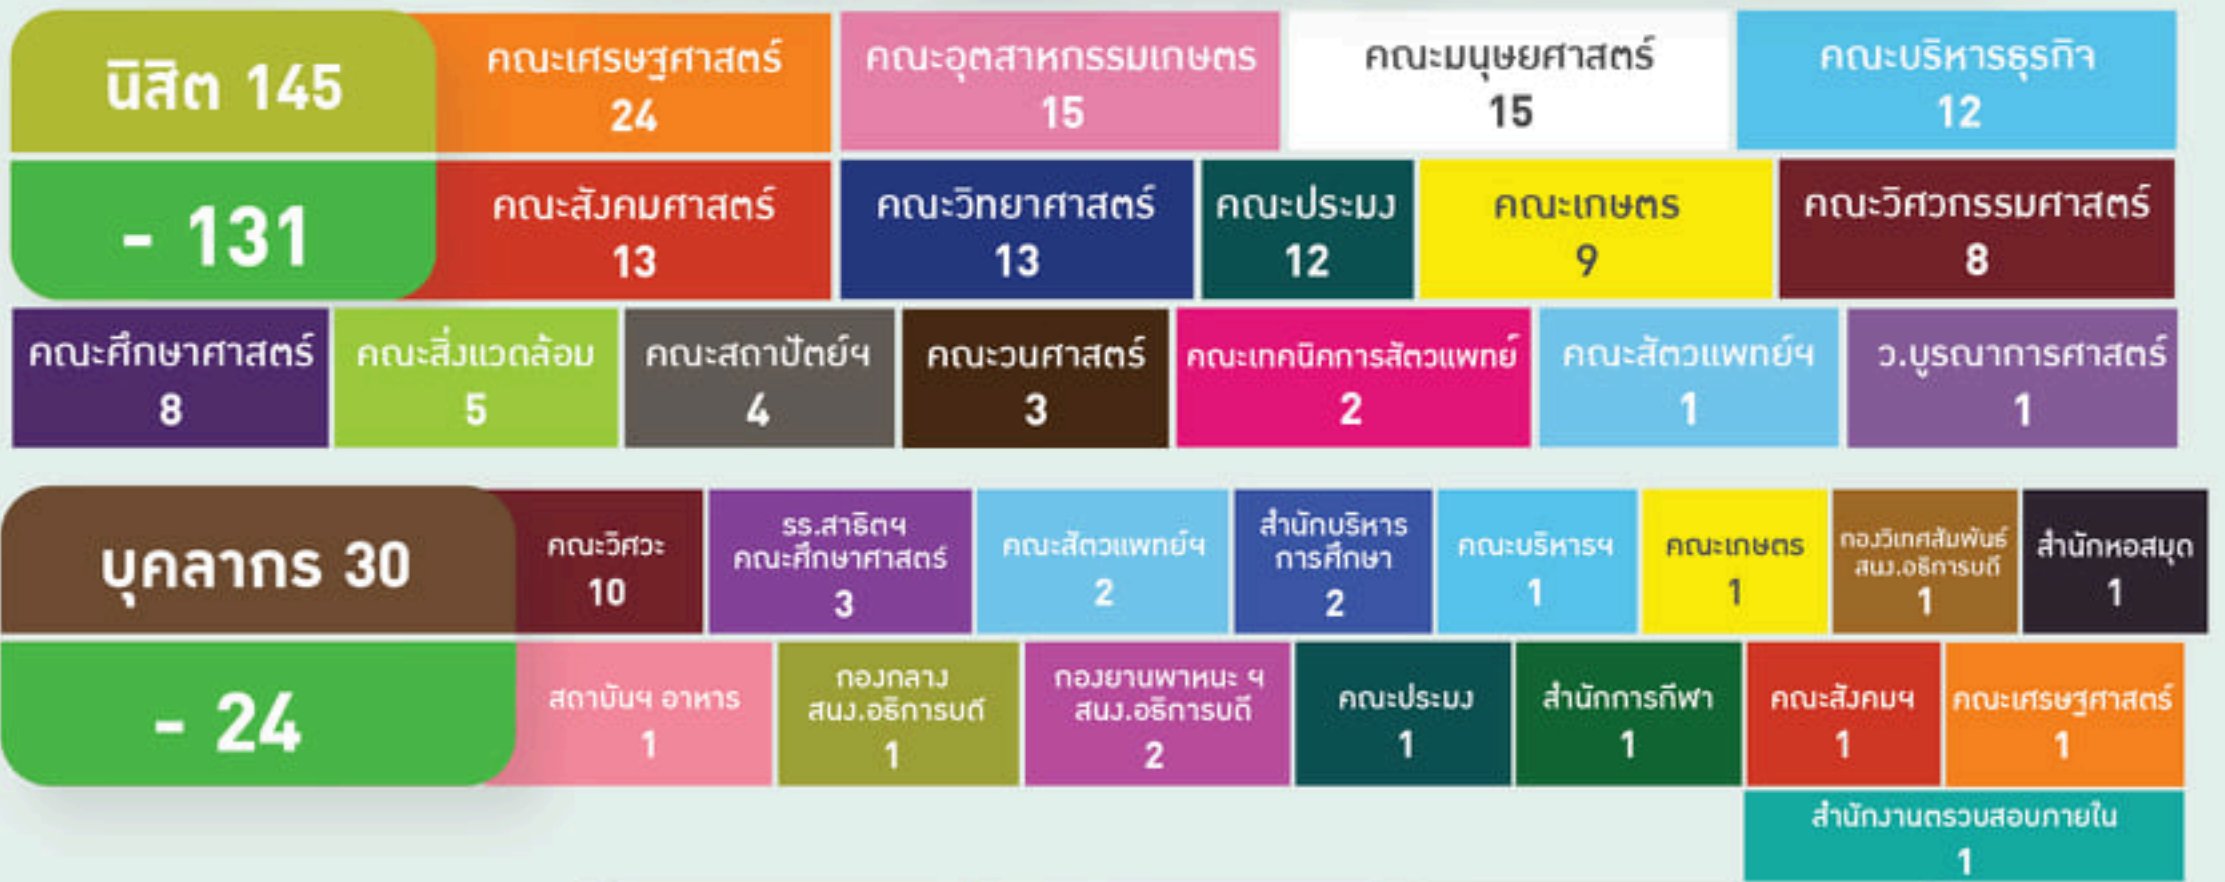 นิสิต 145
คณะเศรษฐศาสตร์
24
คณะอุตสาหกรรมเกษตร
15
คณะมนุษยศาสตร์
15
คณะบริหารธุรกิจ
12
- 131
คณะสังคมศาสตร์
13
คณะวิทยาศาสตร์
13
คณะประมง
12
คณะเกษตร
9
คณะวิศวกรรมศาสตร์
8
คณะศึกษาศาสตร์
8
คณะสิ่งแวดล้อม
5
คณะสถาปัตย์ฯ
4
คณะวนศาสตร์
3
คณะเทคนิคการสัตวแพทย์
2
คณะสัตวแพทย์ฯ
1
ว.บูรณาการศาสตร์
1
บุคลากร 30
คณะวิศวะ
10
รร.สาธิตฯ
คณะศึกษาศาสตร์
3
คณะสัตวแพทย์ฯ
2
สำนักบริหาร
การศึกษา
2
คณะบริหารฯ
1
คณะเกษตร
1
กองวิเทศสัมพันธ์
สนง.อธิการบดี
1
สำนักหอสมุด
1
- 24
สถาบันฯ อาหาร
1
กองกลาง
สนง.อธิการบดี
1
กองยานพาหนะ ฯ
สนง.อธิการบดี
2
คณะประมง
1
สำนักการกีฬา
1
คณะสังคมฯ
1
คณะเศรษฐศาสตร์
1
สำนักงานตรวบสอบภายใน
1